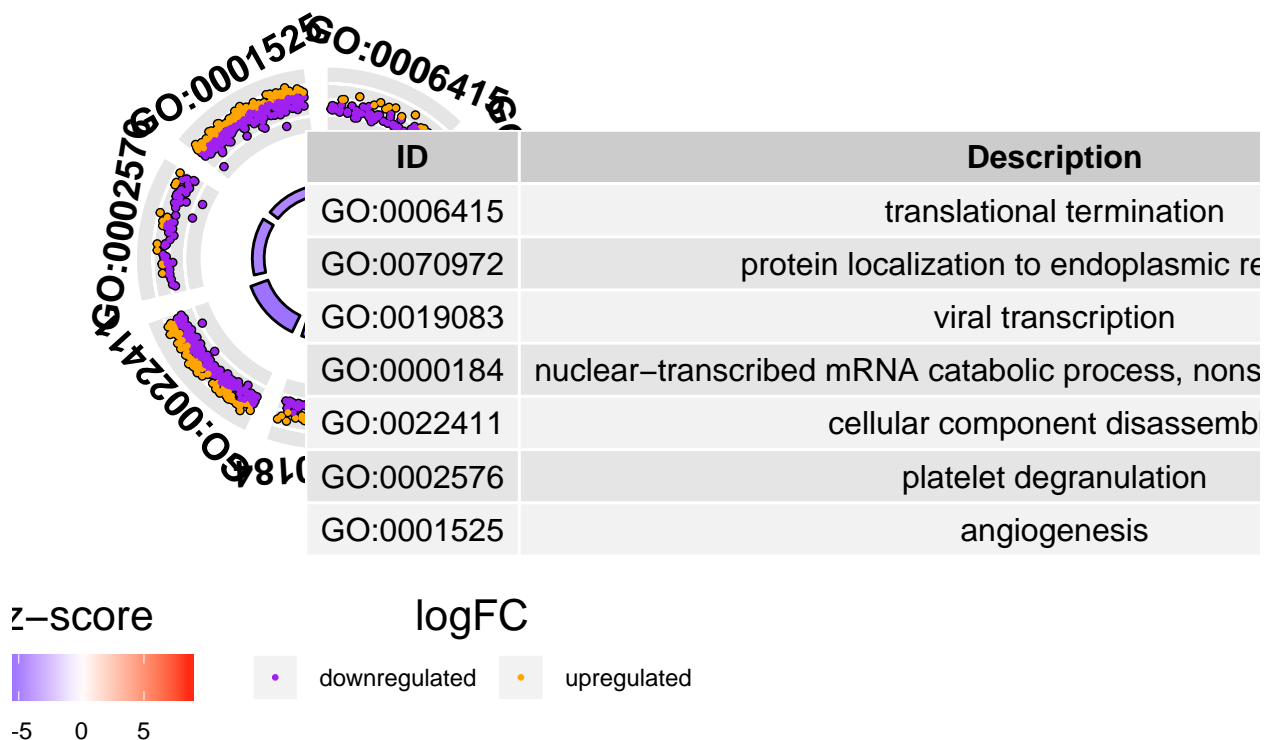 GO:0001525
GO:0006415
GO:0002576
GO:0022411
ID Description
GO:0006415 translational termination
GO:0070972 protein localization to endoplasmic re
GO:0019083 viral transcription
GO:0000184 nuclear−transcribed mRNA catabolic process, nons
GO:0022411 cellular component disassemb
GO:0002576 platelet degranulation
GO:0001525 angiogenesis
z−score logFC
downregulated upregulated
-5 0 5